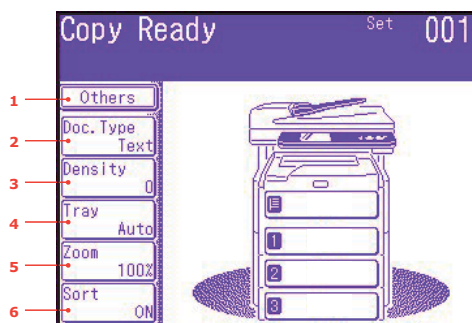 Copy Ready Set 001
1 Others
2 Doc.Type
Text
3 Density
0
4 Tray
Auto
5 Zoom
100%
6 Sort
ON
1
2
3